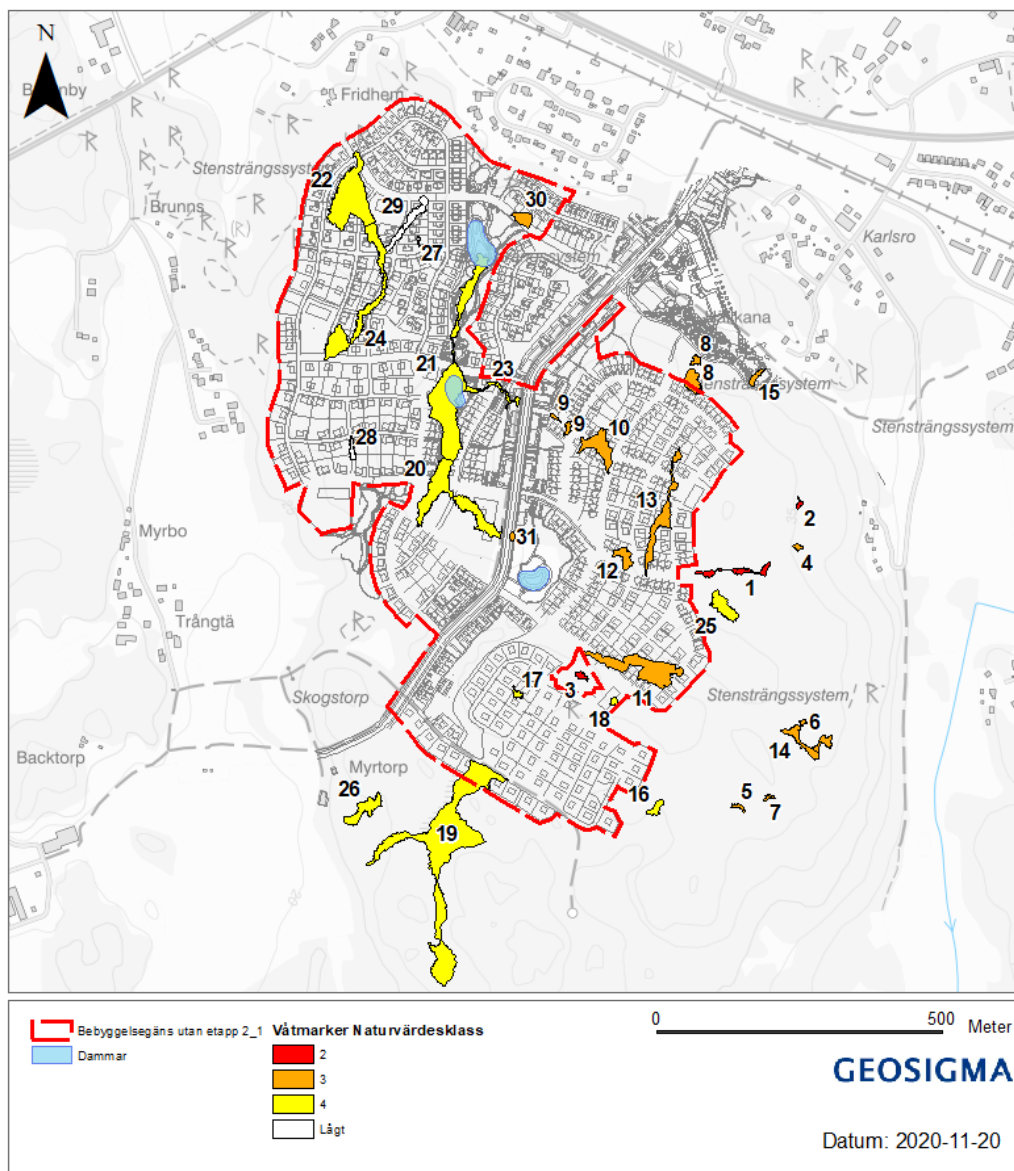 N
Fridhem
Stensträngssystem
22
Brunns
29
30
27
Karlsro
24
21
23
8
8
15
Stensträngssystem
9
9
10
28
20
13
2
Myrbo
31
4
12
1
25
Trångtä
17
3
11
18
Stensträngssystem
Skogstorp
6
14
Backtorp
Myrtorp
26
16
5
7
19
Bebyggelsegäns utan etapp 2_1
Dammar
Våtmarker Naturvärdesklass
2
3
4
Lågt
0 500 Meter
GEOSIGMA
Datum: 2020-11-20